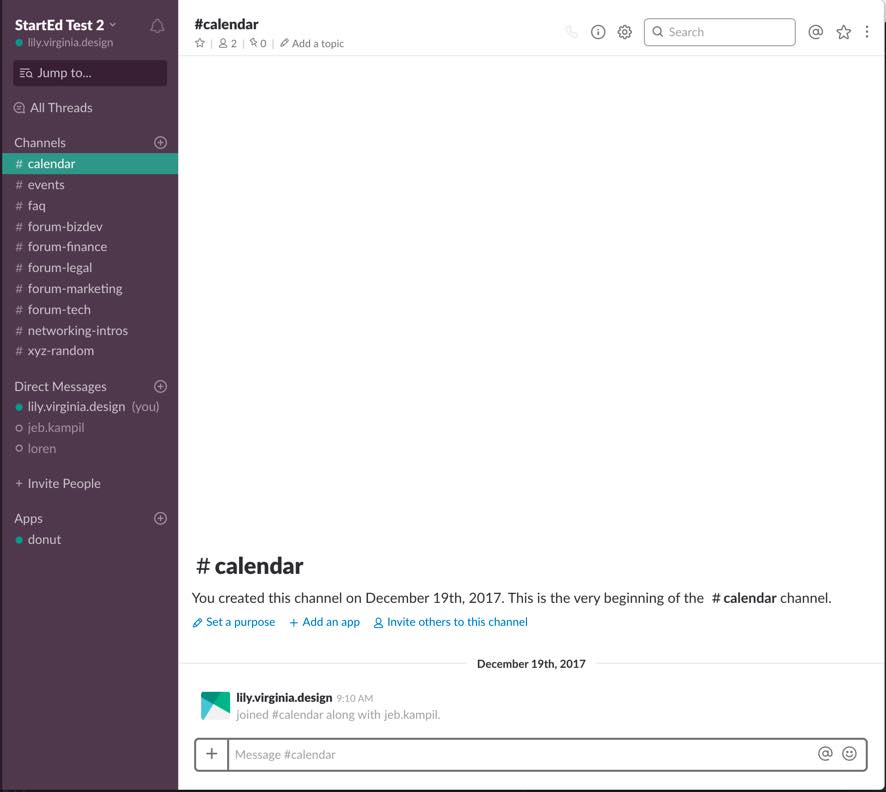 StartEd Test 2
lily.virginia.design
Jump to...
All Threads
Channels
# calendar
# events
# faq
# forum-bizdev
# forum-finance
# forum-legal
# forum-marketing
# forum-tech
# networking-intros
# xyz-random
Direct Messages
lily.virginia.design (you)
jeb.kampil
loren
+ Invite People
Apps
donut
#calendar
2 | 0 | Add a topic
Search
# calendar
You created this channel on December 19th, 2017. This is the very beginning of the # calendar channel.
Set a purpose + Add an app Invite others to this channel
December 19th, 2017
lily.virginia.design 9:10 AM
joined #calendar along with jeb.kampil.
+ Message #calendar @